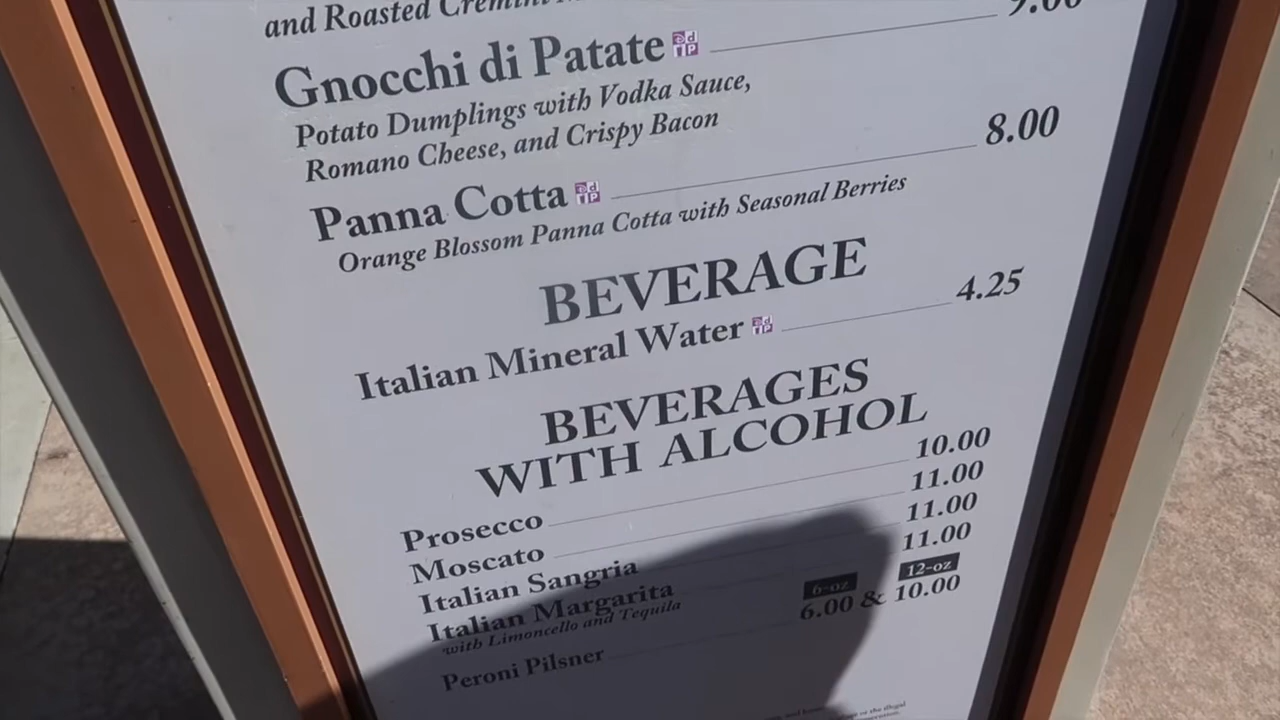 and Roasted Cremini
Gnocchi di Patate 9.00
Potato Dumplings with Vodka Sauce,
Romano Cheese, and Crispy Bacon
Panna Cotta 8.00
Orange Blossom Panna Cotta with Seasonal Berries
BEVERAGE
Italian Mineral Water 4.25
BEVERAGES
WITH ALCOHOL
Prosecco 10.00
Moscato 11.00
Italian Sangria 11.00
Italian Margarita 11.00
with Limoncello and Tequila
6-oz 12-oz
Peroni Pilsner 6.00 & 10.00